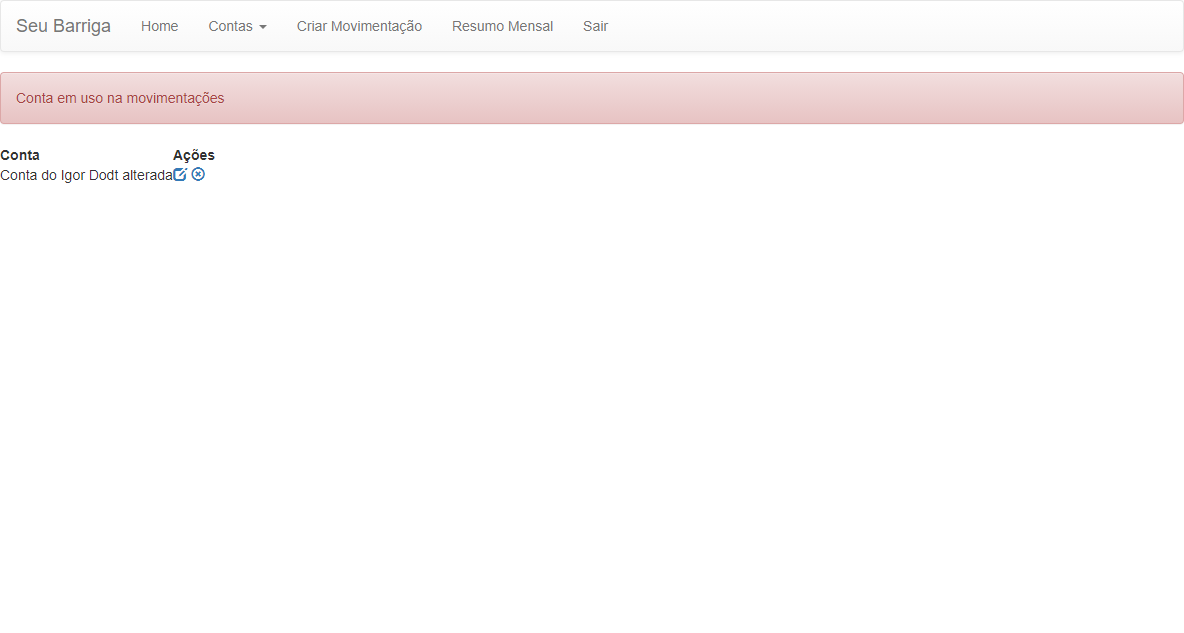 Seu Barriga Home Contas Criar Movimentação Resumo Mensal Sair
Conta em uso na movimentações
Conta Ações
Conta do Igor Dodt alterada